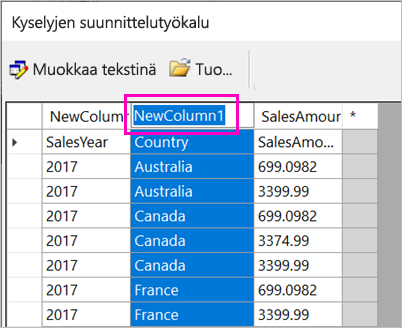 Kyselyjen suunnittelutyökalu
Muokkaa tekstinä Tuo...
NewColum NewColumn1 SalesAmour *
SalesYear Country SalesAmo...
2017 Australia 699.0982
2017 Australia 3399.99
2017 Canada 699.0982
2017 Canada 3374.99
2017 Canada 3399.99
2017 France 699.0982
2017 France 3399.99